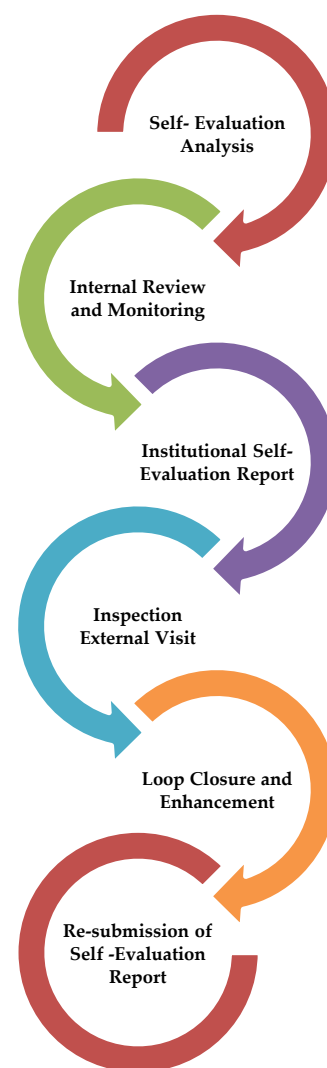 Self- Evaluation
Analysis
Internal Review
and Monitoring
Institutional Self-
Evaluation Report
Inspection
External Visit
Loop Closure and
Enhancement
Re-submission of
Self -Evaluation
Report